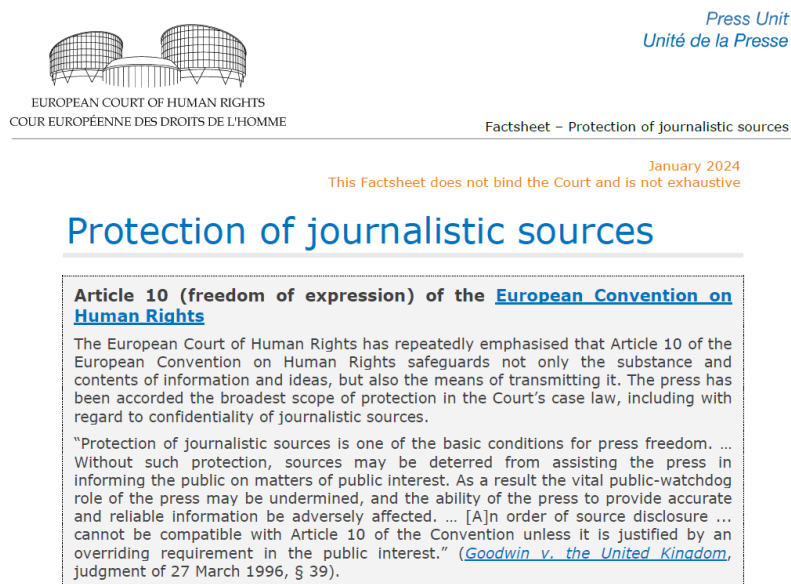 Press Unit
Unité de la Presse
EUROPEAN COURT OF HUMAN RIGHTS
COUR EUROPÉENNE DES DROITS DE L'HOMME
Factsheet – Protection of journalistic sources
January 2024
This Factsheet does not bind the Court and is not exhaustive
Protection of journalistic sources
Article 10 (freedom of expression) of the European Convention on
Human Rights
The European Court of Human Rights has repeatedly emphasised that Article 10 of the
European Convention on Human Rights safeguards not only the substance and
contents of information and ideas, but also the means of transmitting it. The press has
been accorded the broadest scope of protection in the Court's case law, including with
regard to confidentiality of journalistic sources.
“Protection of journalistic sources is one of the basic conditions for press freedom. …
Without such protection, sources may be deterred from assisting the press in
informing the public on matters of public interest. As a result the vital public-watchdog
role of the press may be undermined, and the ability of the press to provide accurate
and reliable information be adversely affected. … [A]n order of source disclosure ...
cannot be compatible with Article 10 of the Convention unless it is justified by an
overriding requirement in the public interest.” (Goodwin v. the United Kingdom,
judgment of 27 March 1996, § 39).